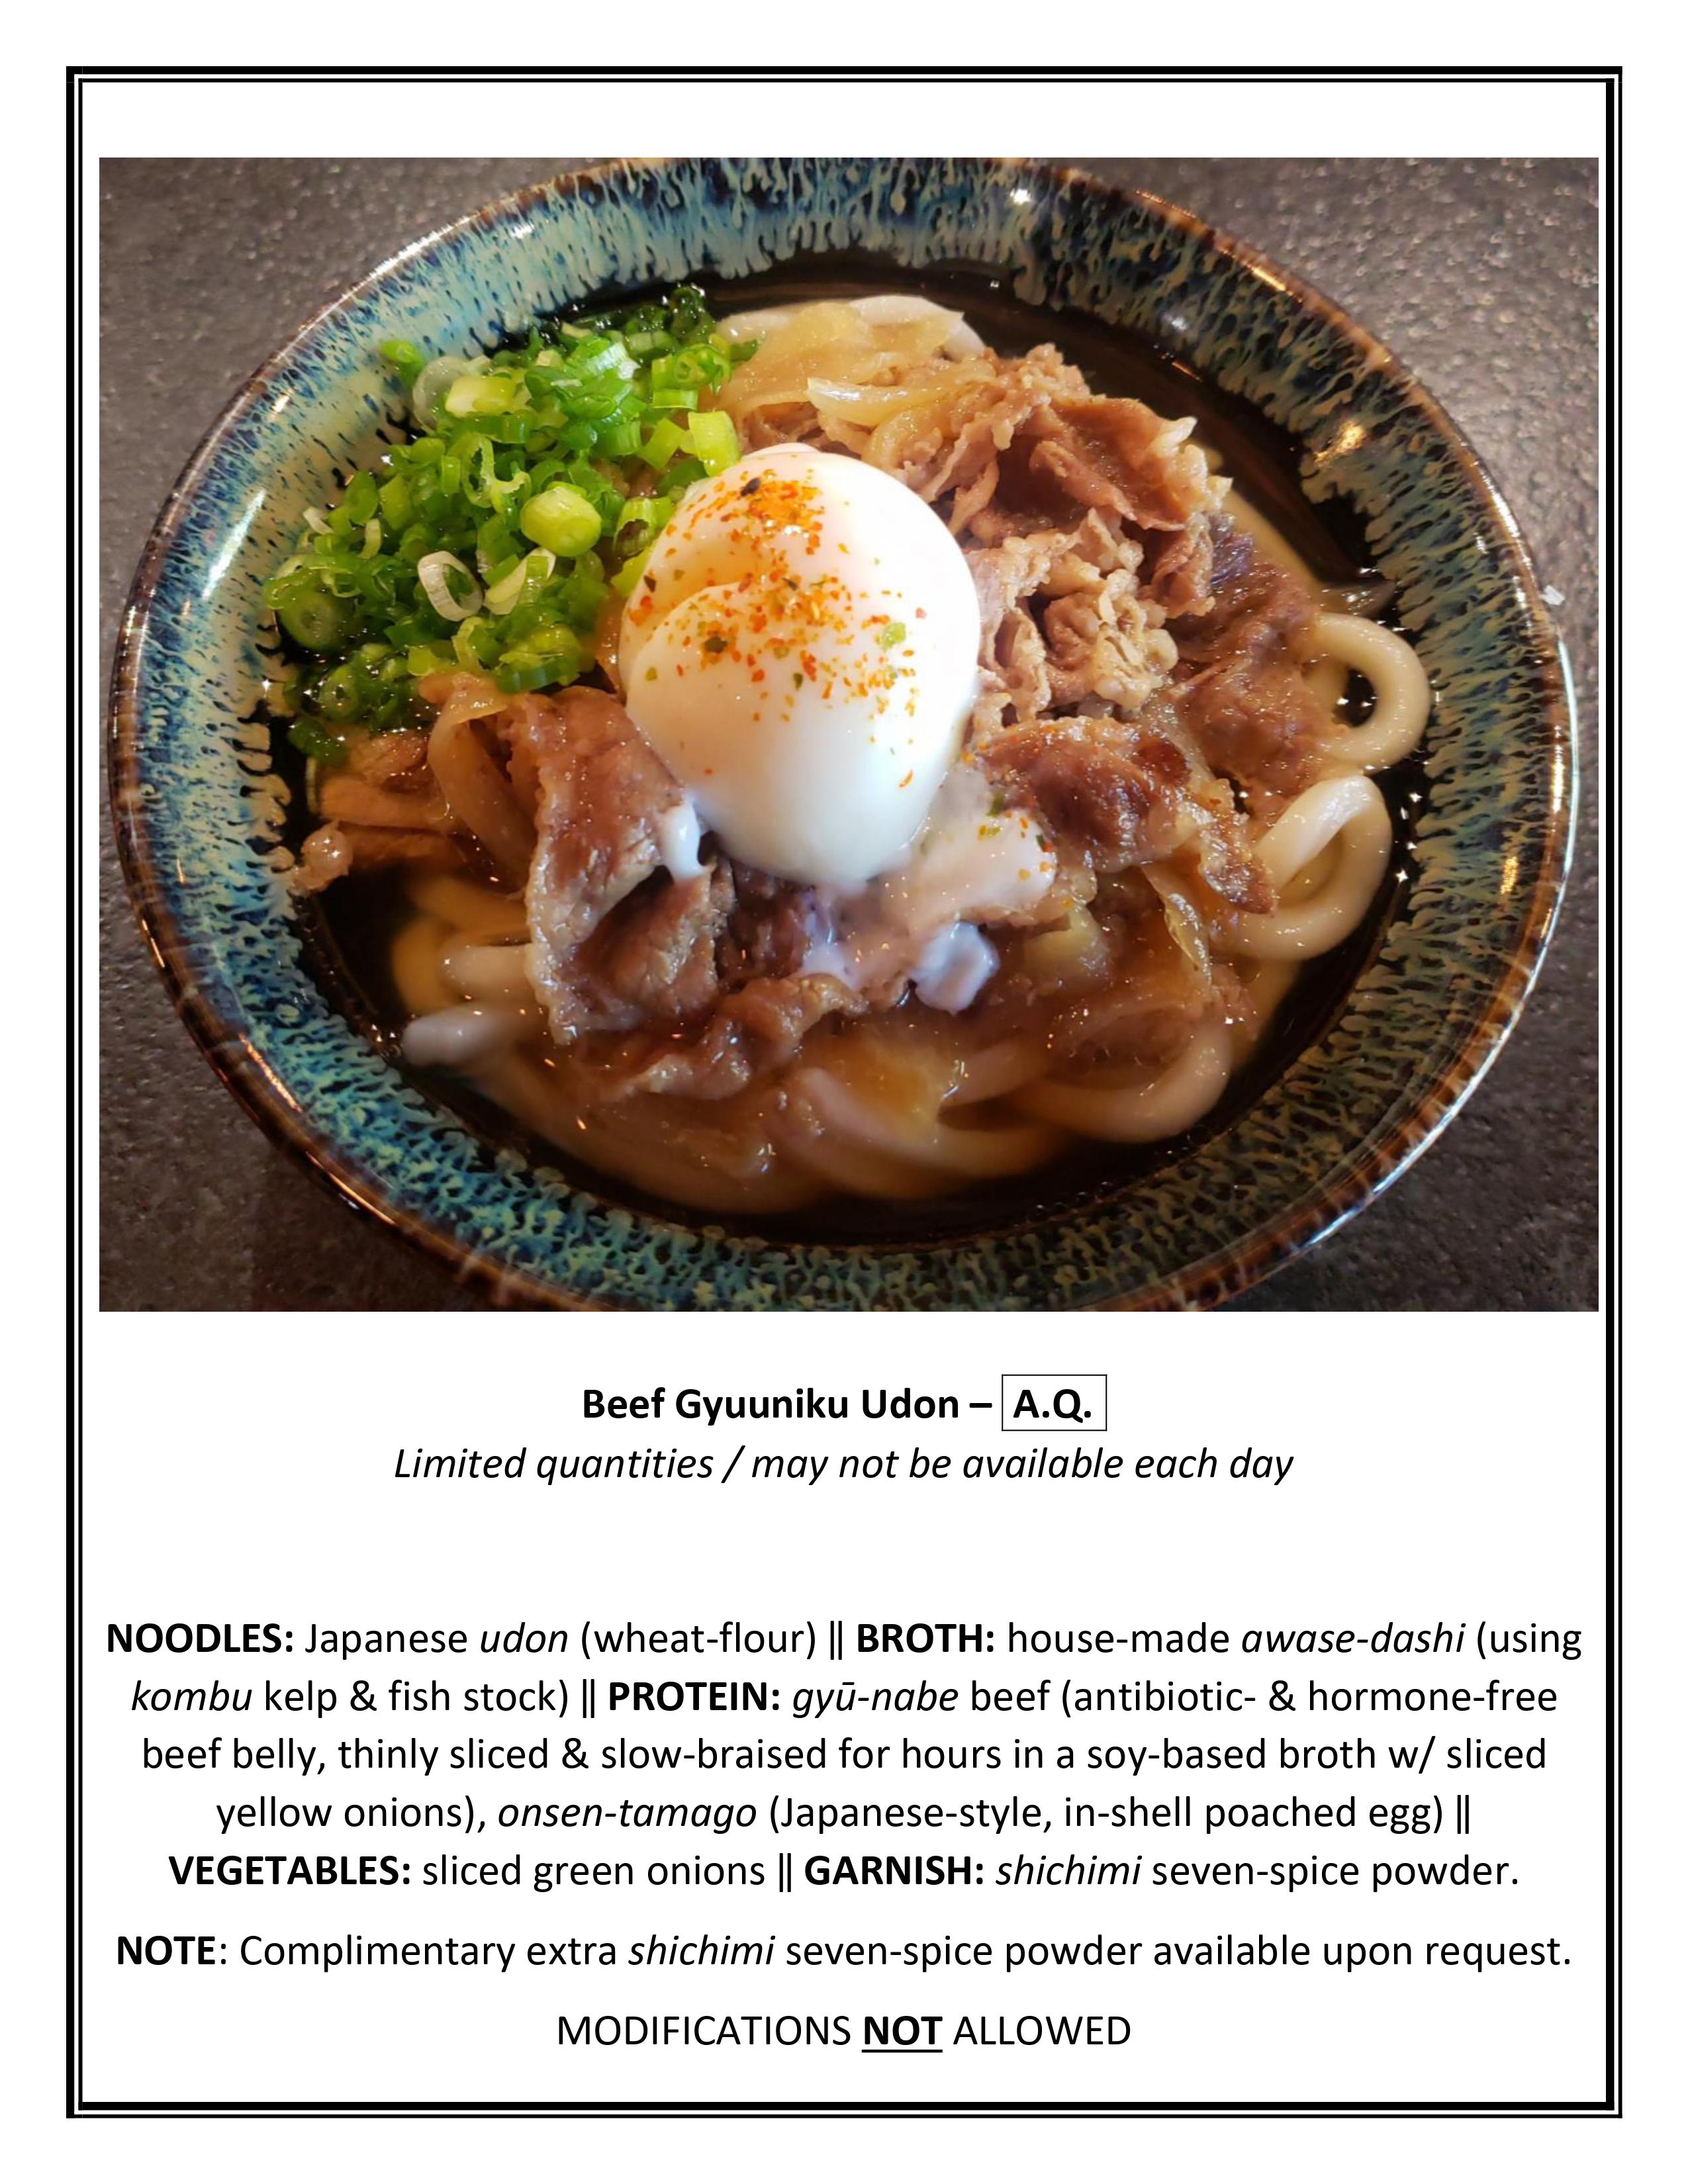 Beef Gyuuniku Udon – A.Q.
Limited quantities / may not be available each day
NOODLES: Japanese udon (wheat-flour) ‖ BROTH: house-made awase-dashi (using
kombu kelp & fish stock) ‖ PROTEIN: gyū-nabe beef (antibiotic- & hormone-free
beef belly, thinly sliced & slow-braised for hours in a soy-based broth w/ sliced
yellow onions), onsen-tamago (Japanese-style, in-shell poached egg) ‖
VEGETABLES: sliced green onions ‖ GARNISH: shichimi seven-spice powder.
NOTE: Complimentary extra shichimi seven-spice powder available upon request.
MODIFICATIONS NOT ALLOWED